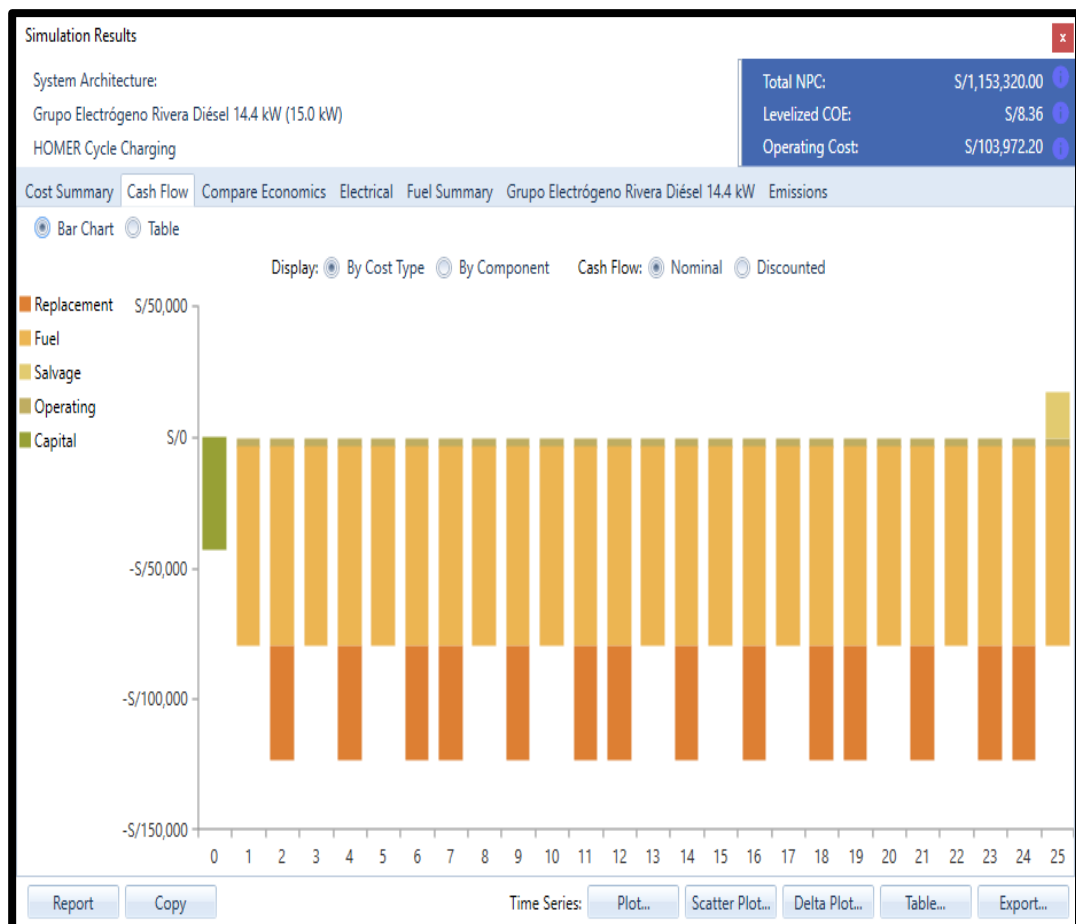 Simulation Results
x
System Architecture:
Grupo Electrógeno Rivera Diésel 14.4 kW (15.0 kW)
HOMER Cycle Charging
Total NPC: S/1,153,320.00 i
Levelized COE: S/8.36 i
Operating Cost: S/103,972.20 i
Cost Summary Cash Flow Compare Economics Electrical Fuel Summary Grupo Electrógeno Rivera Diésel 14.4 kW Emissions
Bar Chart Table
Display: By Cost Type By Component Cash Flow: Nominal Discounted
Replacement
Fuel
Salvage
Operating
Capital
S/50,000
S/0
-S/50,000
-S/100,000
-S/150,000
0 1 2 3 4 5 6 7 8 9 10 11 12 13 14 15 16 17 18 19 20 21 22 23 24 25
Report Copy Time Series: Plot... Scatter Plot... Delta Plot... Table... Export...